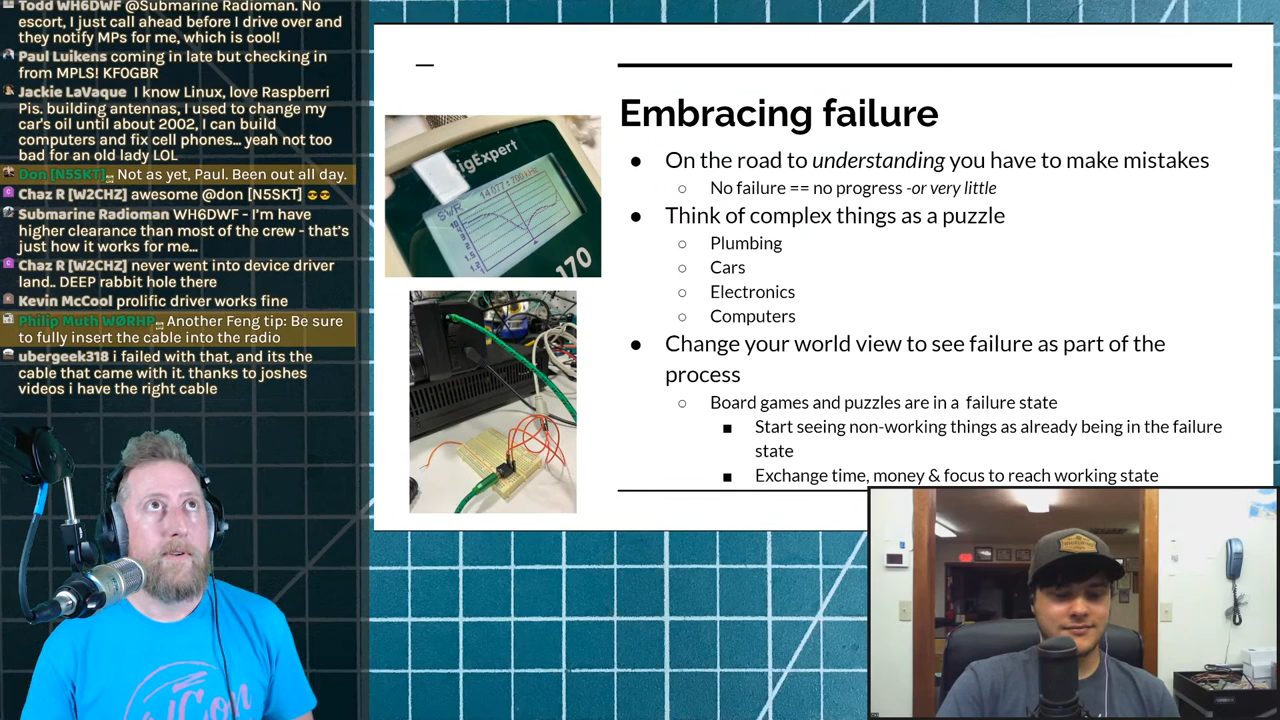 Todd WH6DWF @Submarine Radioman. No
escort, I just call ahead before I drive over and
they notify MPs for me, which is cool!
Paul Luikens coming in late but checking in
from MPLS! KF0GBR
Jackie LaVaque I know Linux, love Raspberri
Pis. building antennas, I used to change my
car's oil until about 2002, I can build
computers and fix cell phones... yeah not too
bad for an old lady LOL
Don [N5SKT] Not as yet, Paul. Been out all day.
Chaz R [W2CHZ] awesome @don [N5SKT] 😎😎
Submarine Radioman WH6DWF - I'm have
higher clearance than most of the crew - that's
just how it works for me...
Chaz R [W2CHZ] never went into device driver
land.. DEEP rabbit hole there
Kevin McCool prolific driver works fine
Philip Muth WØRHP Another Feng tip: Be sure
to fully insert the cable into the radio
ubergeek318 i failed with that, and its the
cable that came with it. thanks to joshes
videos i have the right cable
Embracing failure
● On the road to understanding you have to make mistakes
○ No failure == no progress -or very little
● Think of complex things as a puzzle
○ Plumbing
○ Cars
○ Electronics
○ Computers
● Change your world view to see failure as part of the
process
○ Board games and puzzles are in a failure state
■ Start seeing non-working things as already being in the failure
state
■ Exchange time, money & focus to reach working state
igExpert
SWR
170